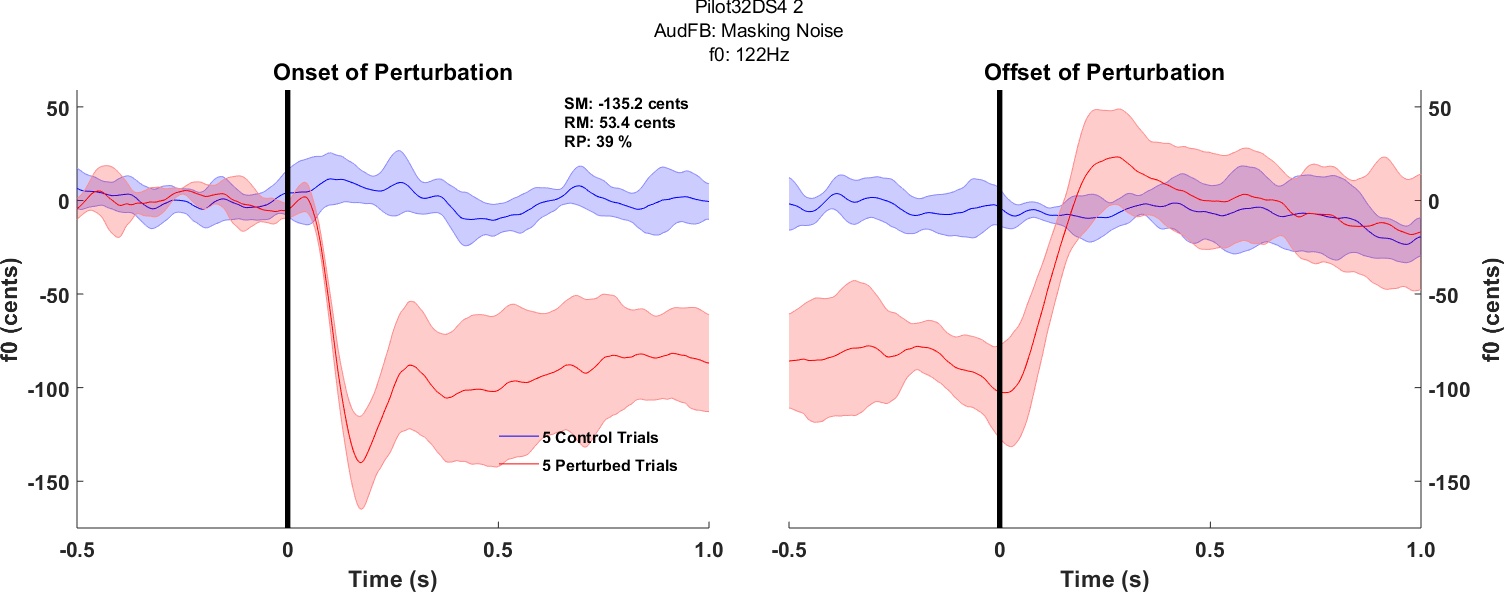 Pilot32DS4 2
AudFB: Masking Noise
f0: 122Hz
Onset of Perturbation
SM: -135.2 cents
RM: 53.4 cents
RP: 39 %
50
0
-50
-100
-150
f0 (cents)
5 Control Trials
5 Perturbed Trials
-0.5
0
0.5
1.0
Time (s)
Offset of Perturbation
50
0
-50
-100
-150
f0 (cents)
-0.5
0
0.5
1.0
Time (s)